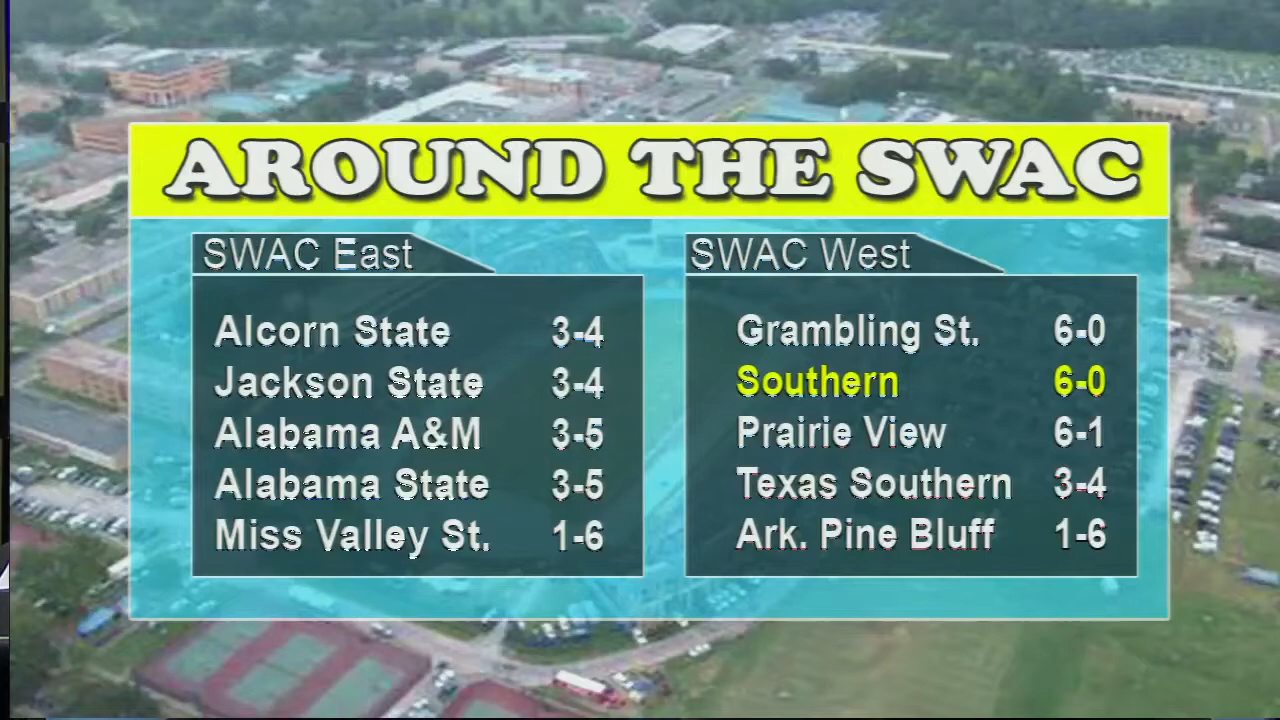 AROUND THE SWAC
SWAC East
Alcorn State 3-4
Jackson State 3-4
Alabama A&M 3-5
Alabama State 3-5
Miss Valley St. 1-6
SWAC West
Grambling St. 6-0
Southern 6-0
Prairie View 6-1
Texas Southern 3-4
Ark. Pine Bluff 1-6